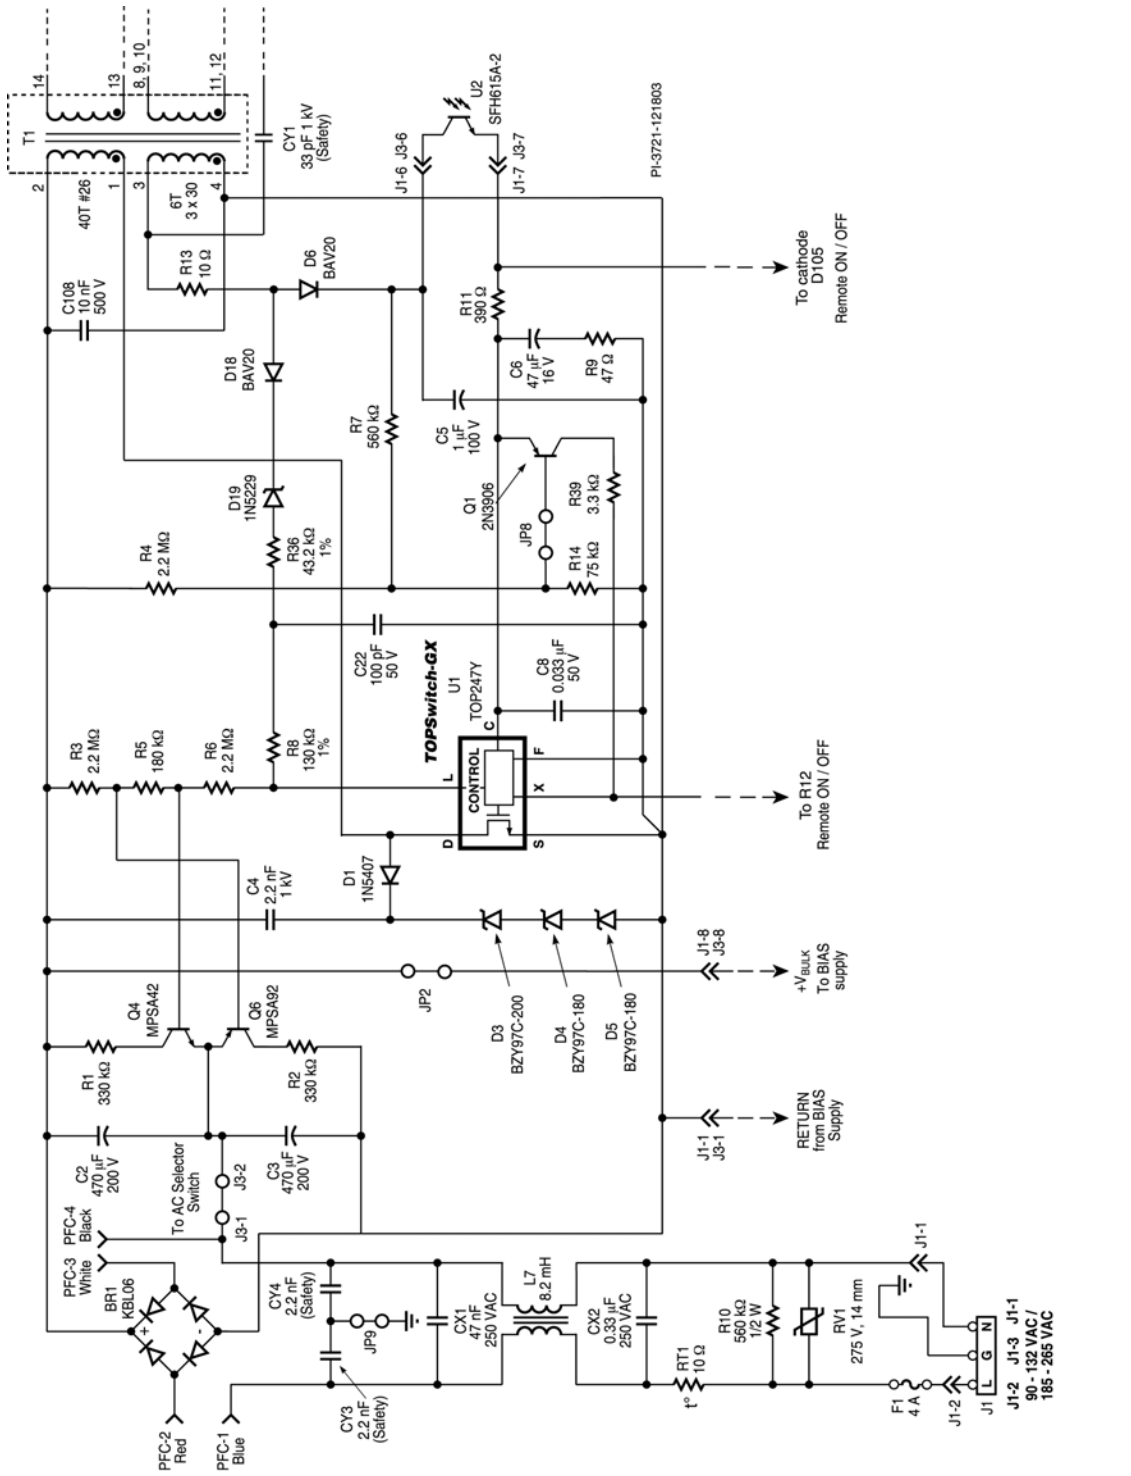 14
13
8, 9, 10
11, 12
T1
2
1
3
4
40T #26
6T
3 x 30
CY1
33 pF 1 kV
(Safety)
U2
SFH615A-2
J1-6
J3-6
J1-7
J3-7
PI-3721-121803
C108
10 nF
500 V
R13
10 Ω
D6
BAV20
D18
BAV20
D19
1N5229
R36
43.2 kΩ
1%
R7
560 kΩ
R11
390 Ω
C6
47 µF
16 V
R9
47 Ω
C5
1 µF
100 V
To cathode
D105
Remote ON / OFF
Q1
2N3906
R39
3.3 kΩ
JP8
R14
75 kΩ
R4
2.2 MΩ
C22
100 pF
50 V
C8
0.033 µF
50 V
TOPSwitch-GX
U1
TOP247Y
R3
2.2 MΩ
R5
180 kΩ
R6
2.2 MΩ
R8
130 kΩ
1%
CONTROL
L
C
D
S
X
F
To R12
Remote ON / OFF
D1
1N5407
C4
2.2 nF
1 kV
D3
BZY97C-200
D4
BZY97C-180
D5
BZY97C-180
JP2
J1-8
J3-8
+VBULK
To BIAS
supply
Q4
MPSA42
Q6
MPSA92
R1
330 kΩ
R2
330 kΩ
C2
470 µF
200 V
C3
470 µF
200 V
To AC Selector
Switch
J3-2
J3-1
J1-1
J3-1
RETURN
from BIAS
Supply
PFC-4
Black
PFC-3
White
BR1
KBL06
+
-
PFC-2
Red
PFC-1
Blue
CY4
2.2 nF
(Safety)
JP9
CY3
2.2 nF
(Safety)
CX1
47 nF
250 VAC
L7
8.2 mH
CX2
0.33 µF
250 VAC
RT1
10 Ω
t°
R10
560 kΩ
1/2 W
RV1
275 V, 14 mm
F1
4 A
J1-2
J1-1
J1
L
G
N
J1-2 J1-3 J1-1
90 - 132 VAC /
185 - 265 VAC